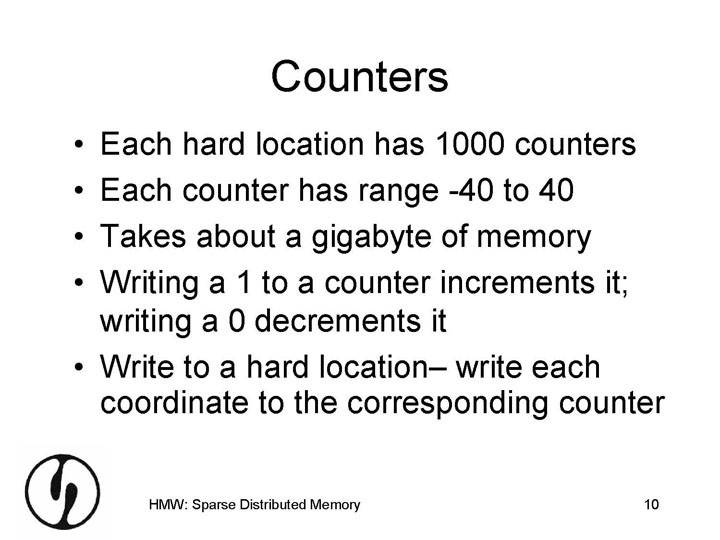 Counters
• Each hard location has 1000 counters
• Each counter has range -40 to 40
• Takes about a gigabyte of memory
• Writing a 1 to a counter increments it;
writing a 0 decrements it
• Write to a hard location– write each
coordinate to the corresponding counter
HMW: Sparse Distributed Memory
10